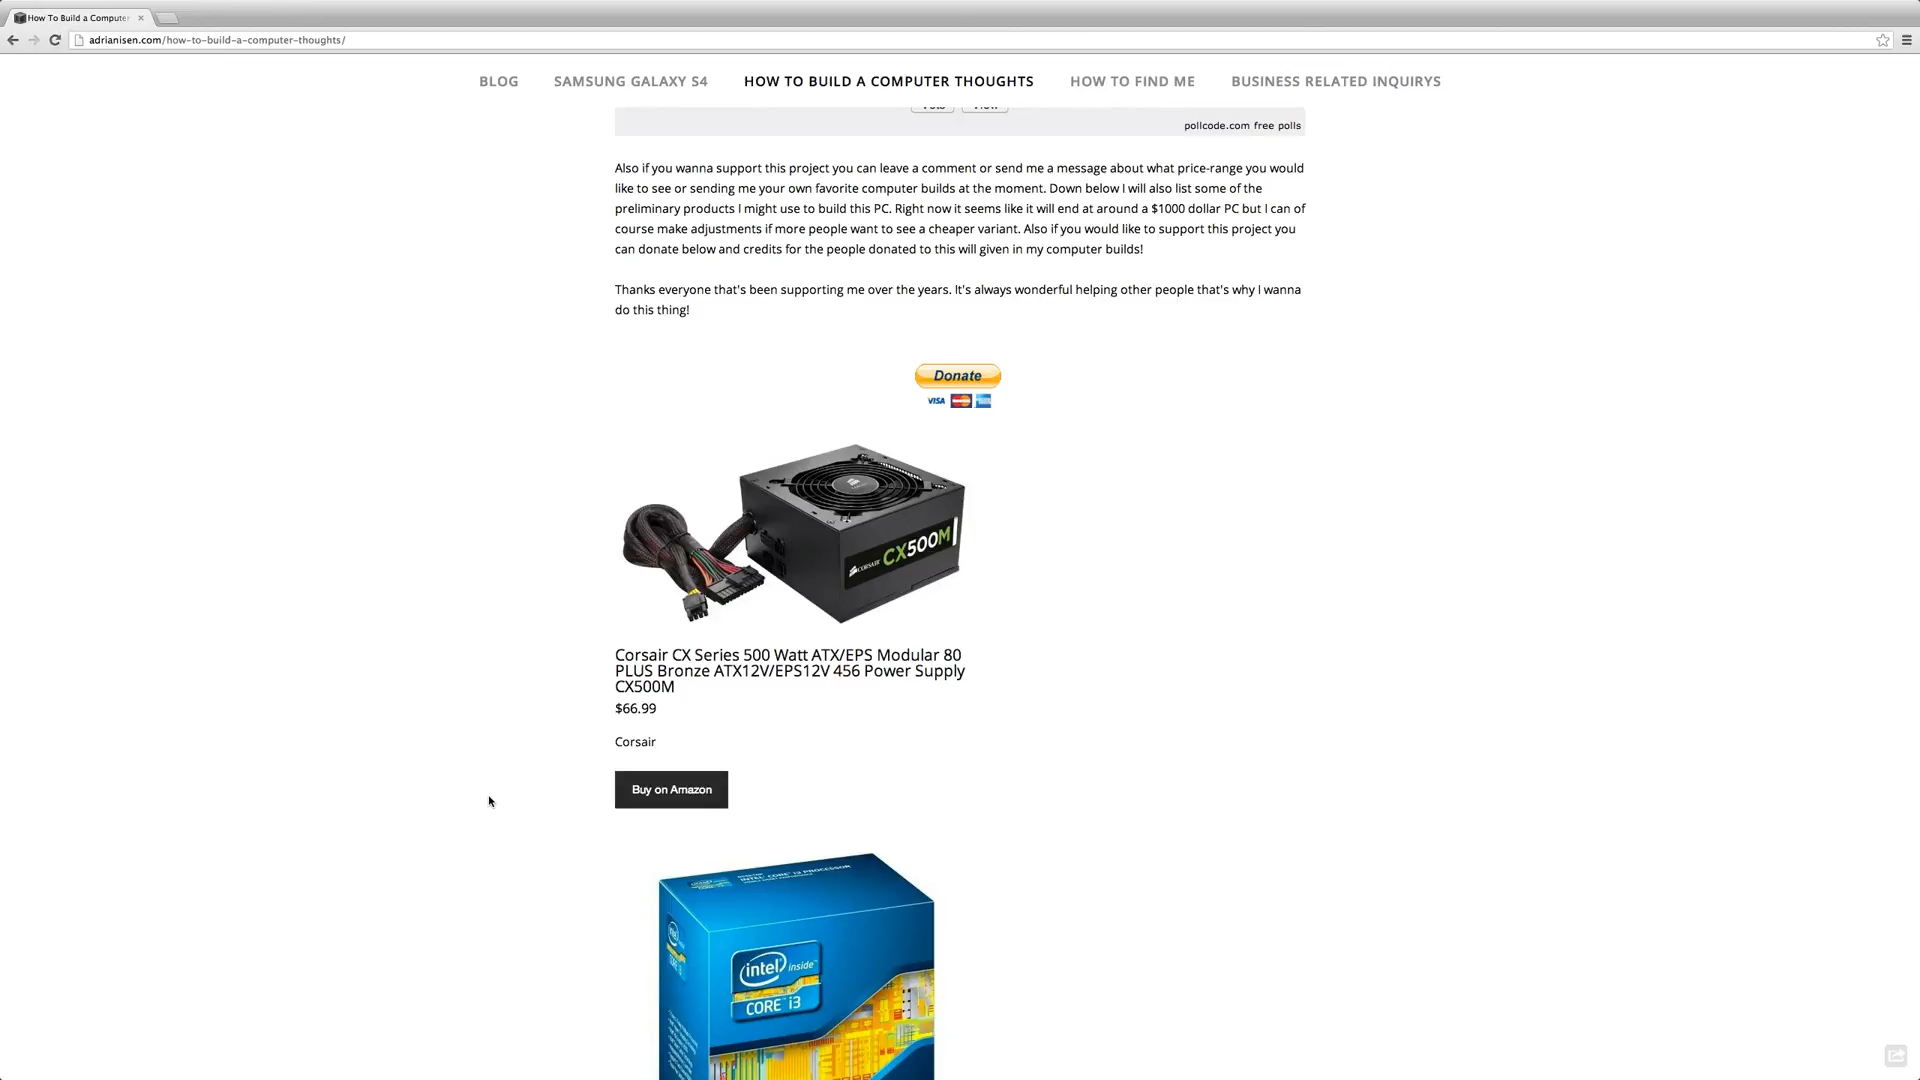 How To Build a Computer
adrianisen.com/how-to-build-a-computer-thoughts/
BLOG SAMSUNG GALAXY S4 HOW TO BUILD A COMPUTER THOUGHTS HOW TO FIND ME BUSINESS RELATED INQUIRYS
pollcode.com free polls
Also if you wanna support this project you can leave a comment or send me a message about what price-range you would
like to see or sending me your own favorite computer builds at the moment. Down below I will also list some of the
preliminary products I might use to build this PC. Right now it seems like it will end at around a $1000 dollar PC but I can of
course make adjustments if more people want to see a cheaper variant. Also if you would like to support this project you
can donate below and credits for the people donated to this will given in my computer builds!
Thanks everyone that's been supporting me over the years. It's always wonderful helping other people that's why I wanna
do this thing!
Donate
VISA
CORSAIR CX500M
Corsair CX Series 500 Watt ATX/EPS Modular 80
PLUS Bronze ATX12V/EPS12V 456 Power Supply
CX500M
$66.99
Corsair
Buy on Amazon
INTEL CORE i3 PROCESSOR
intel inside
CORE i3